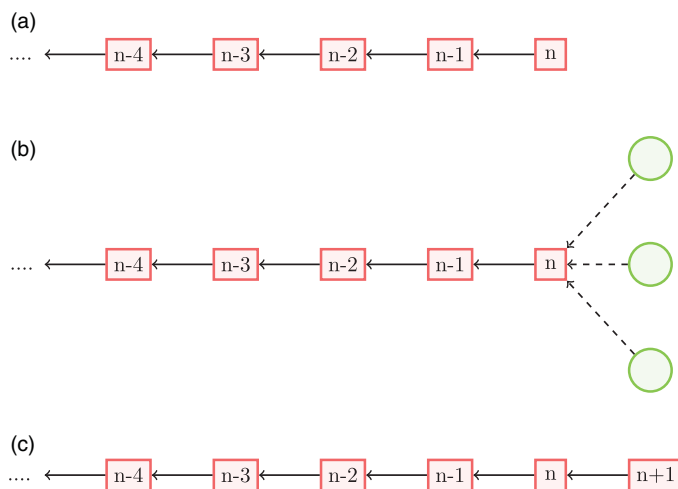 (a)
.... n-4 n-3 n-2 n-1 n
(b)
.... n-4 n-3 n-2 n-1 n
(c)
.... n-4 n-3 n-2 n-1 n n+1